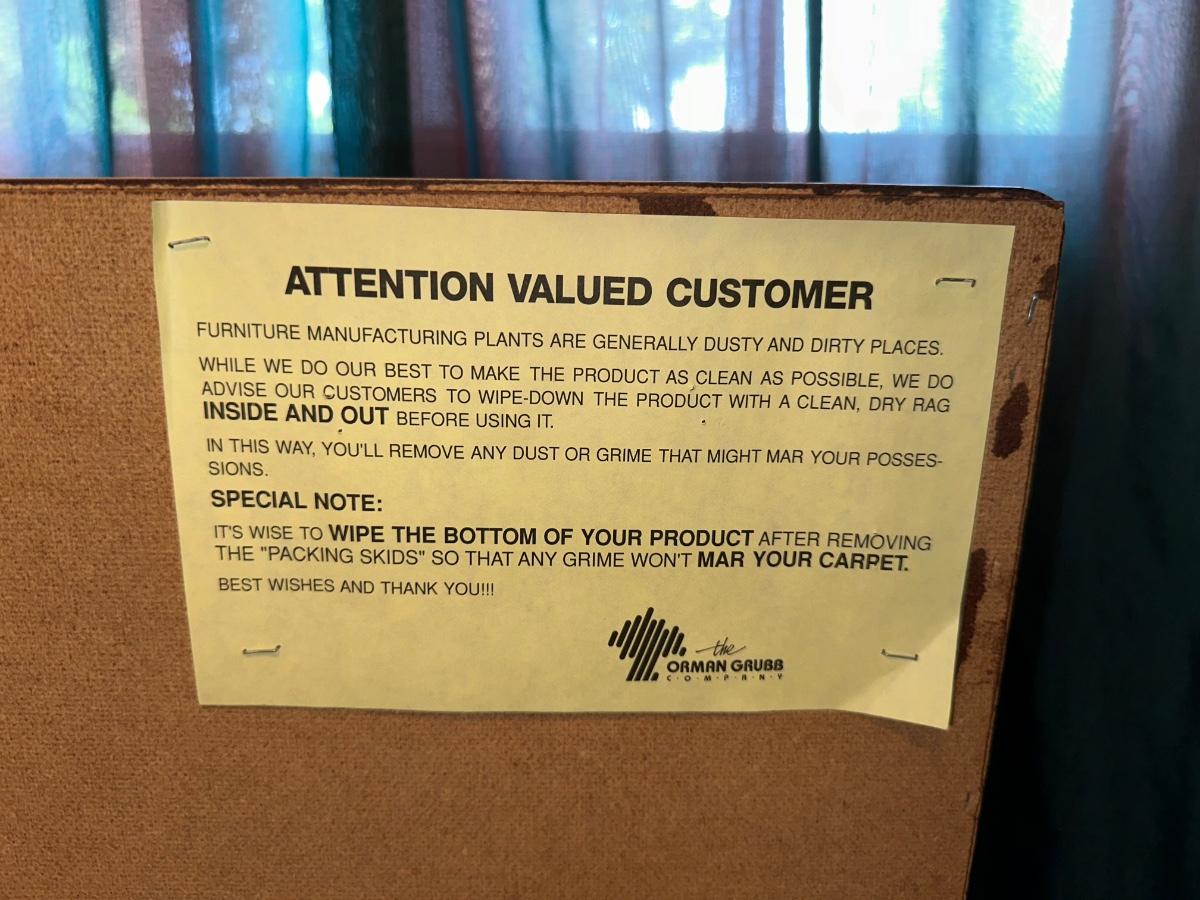 ATTENTION VALUED CUSTOMER
FURNITURE MANUFACTURING PLANTS ARE GENERALLY DUSTY AND DIRTY PLACES.
WHILE WE DO OUR BEST TO MAKE THE PRODUCT AS CLEAN AS POSSIBLE, WE DO
ADVISE OUR CUSTOMERS TO WIPE-DOWN THE PRODUCT WITH A CLEAN, DRY RAG
INSIDE AND OUT BEFORE USING IT.
IN THIS WAY, YOU'LL REMOVE ANY DUST OR GRIME THAT MIGHT MAR YOUR POSSES-
SIONS.
SPECIAL NOTE:
IT'S WISE TO WIPE THE BOTTOM OF YOUR PRODUCT AFTER REMOVING
THE "PACKING SKIDS" SO THAT ANY GRIME WON'T MAR YOUR CARPET.
BEST WISHES AND THANK YOU!!!
the
ORMAN GRUBB
C·O·M·P·A·N·Y